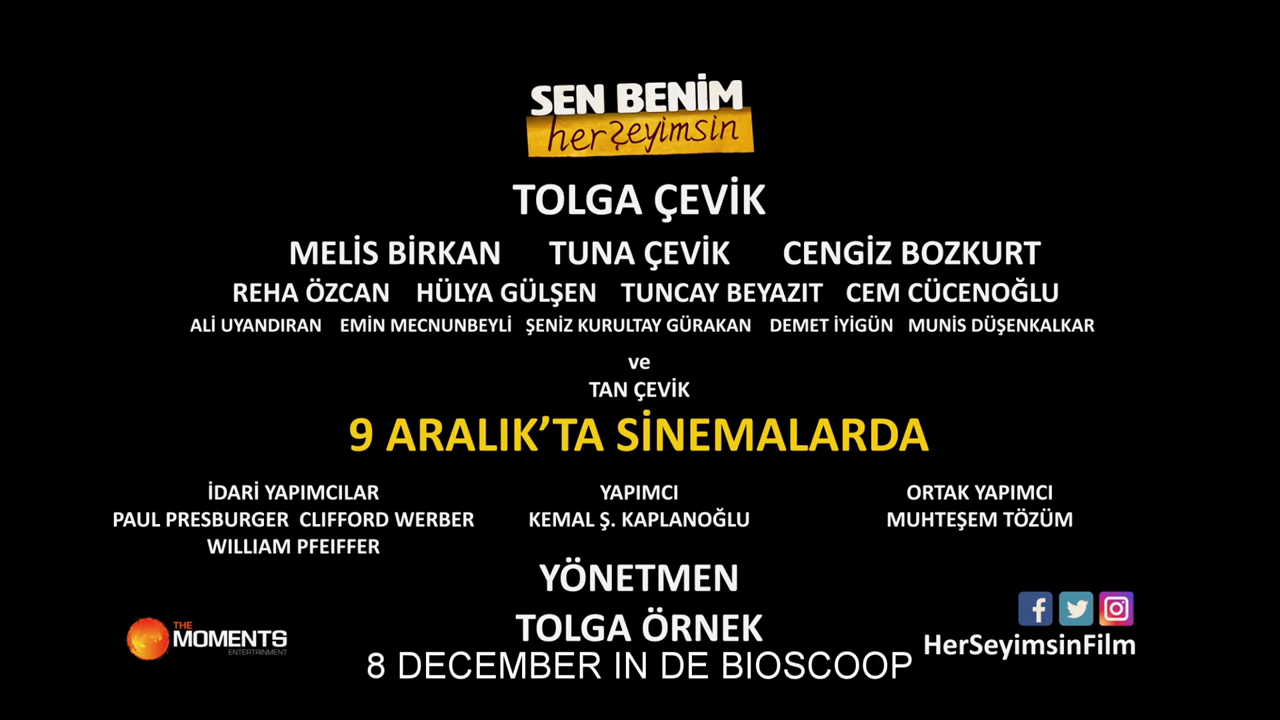 SEN BENİM
herşeyimsin
TOLGA ÇEVİK
MELİS BİRKAN TUNA ÇEVİK CENGİZ BOZKURT
REHA ÖZCAN HÜLYA GÜLŞEN TUNCAY BEYAZIT CEM CÜCENOĞLU
ALİ UYANDIRAN EMİN MECNUNBEYLİ ŞENİZ KURULTAY GÜRAKAN DEMET İYİGÜN MUNİS DÜŞENKALKAR
ve
TAN ÇEVİK
9 ARALIK’TA SİNEMALARDA
İDARİ YAPIMCILAR YAPIMCI ORTAK YAPIMCI
PAUL PRESBURGER CLIFFORD WERBER KEMAL Ş. KAPLANOĞLU MUHTEŞEM TÖZÜM
WILLIAM PFEIFFER
YÖNETMEN
TOLGA ÖRNEK
THE
MOMENTS
ENTERTAINMENT
HerSeyimsinFilm
8 DECEMBER IN DE BIOSCOOP